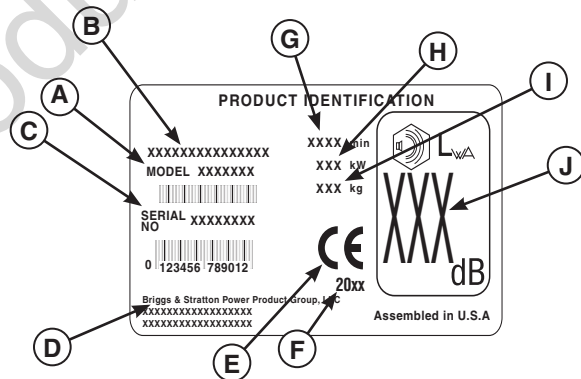 B
G
H
A
I
C
PRODUCT IDENTIFICATION
XXXXXXXXXXXXXXX
MODEL XXXXXXX
SERIAL
NO XXXXXXXX
0 123456 789012
Briggs & Stratton Power Product Group, LLC
XXXXXXXXXXXXXXXXXX
XXXXXXXXXXXXXXXXXX
XXXX min
XXX kW
XXX kg
CE
20xx
LWA
XXX
dB
Assembled in U.S.A
J
D
E
F